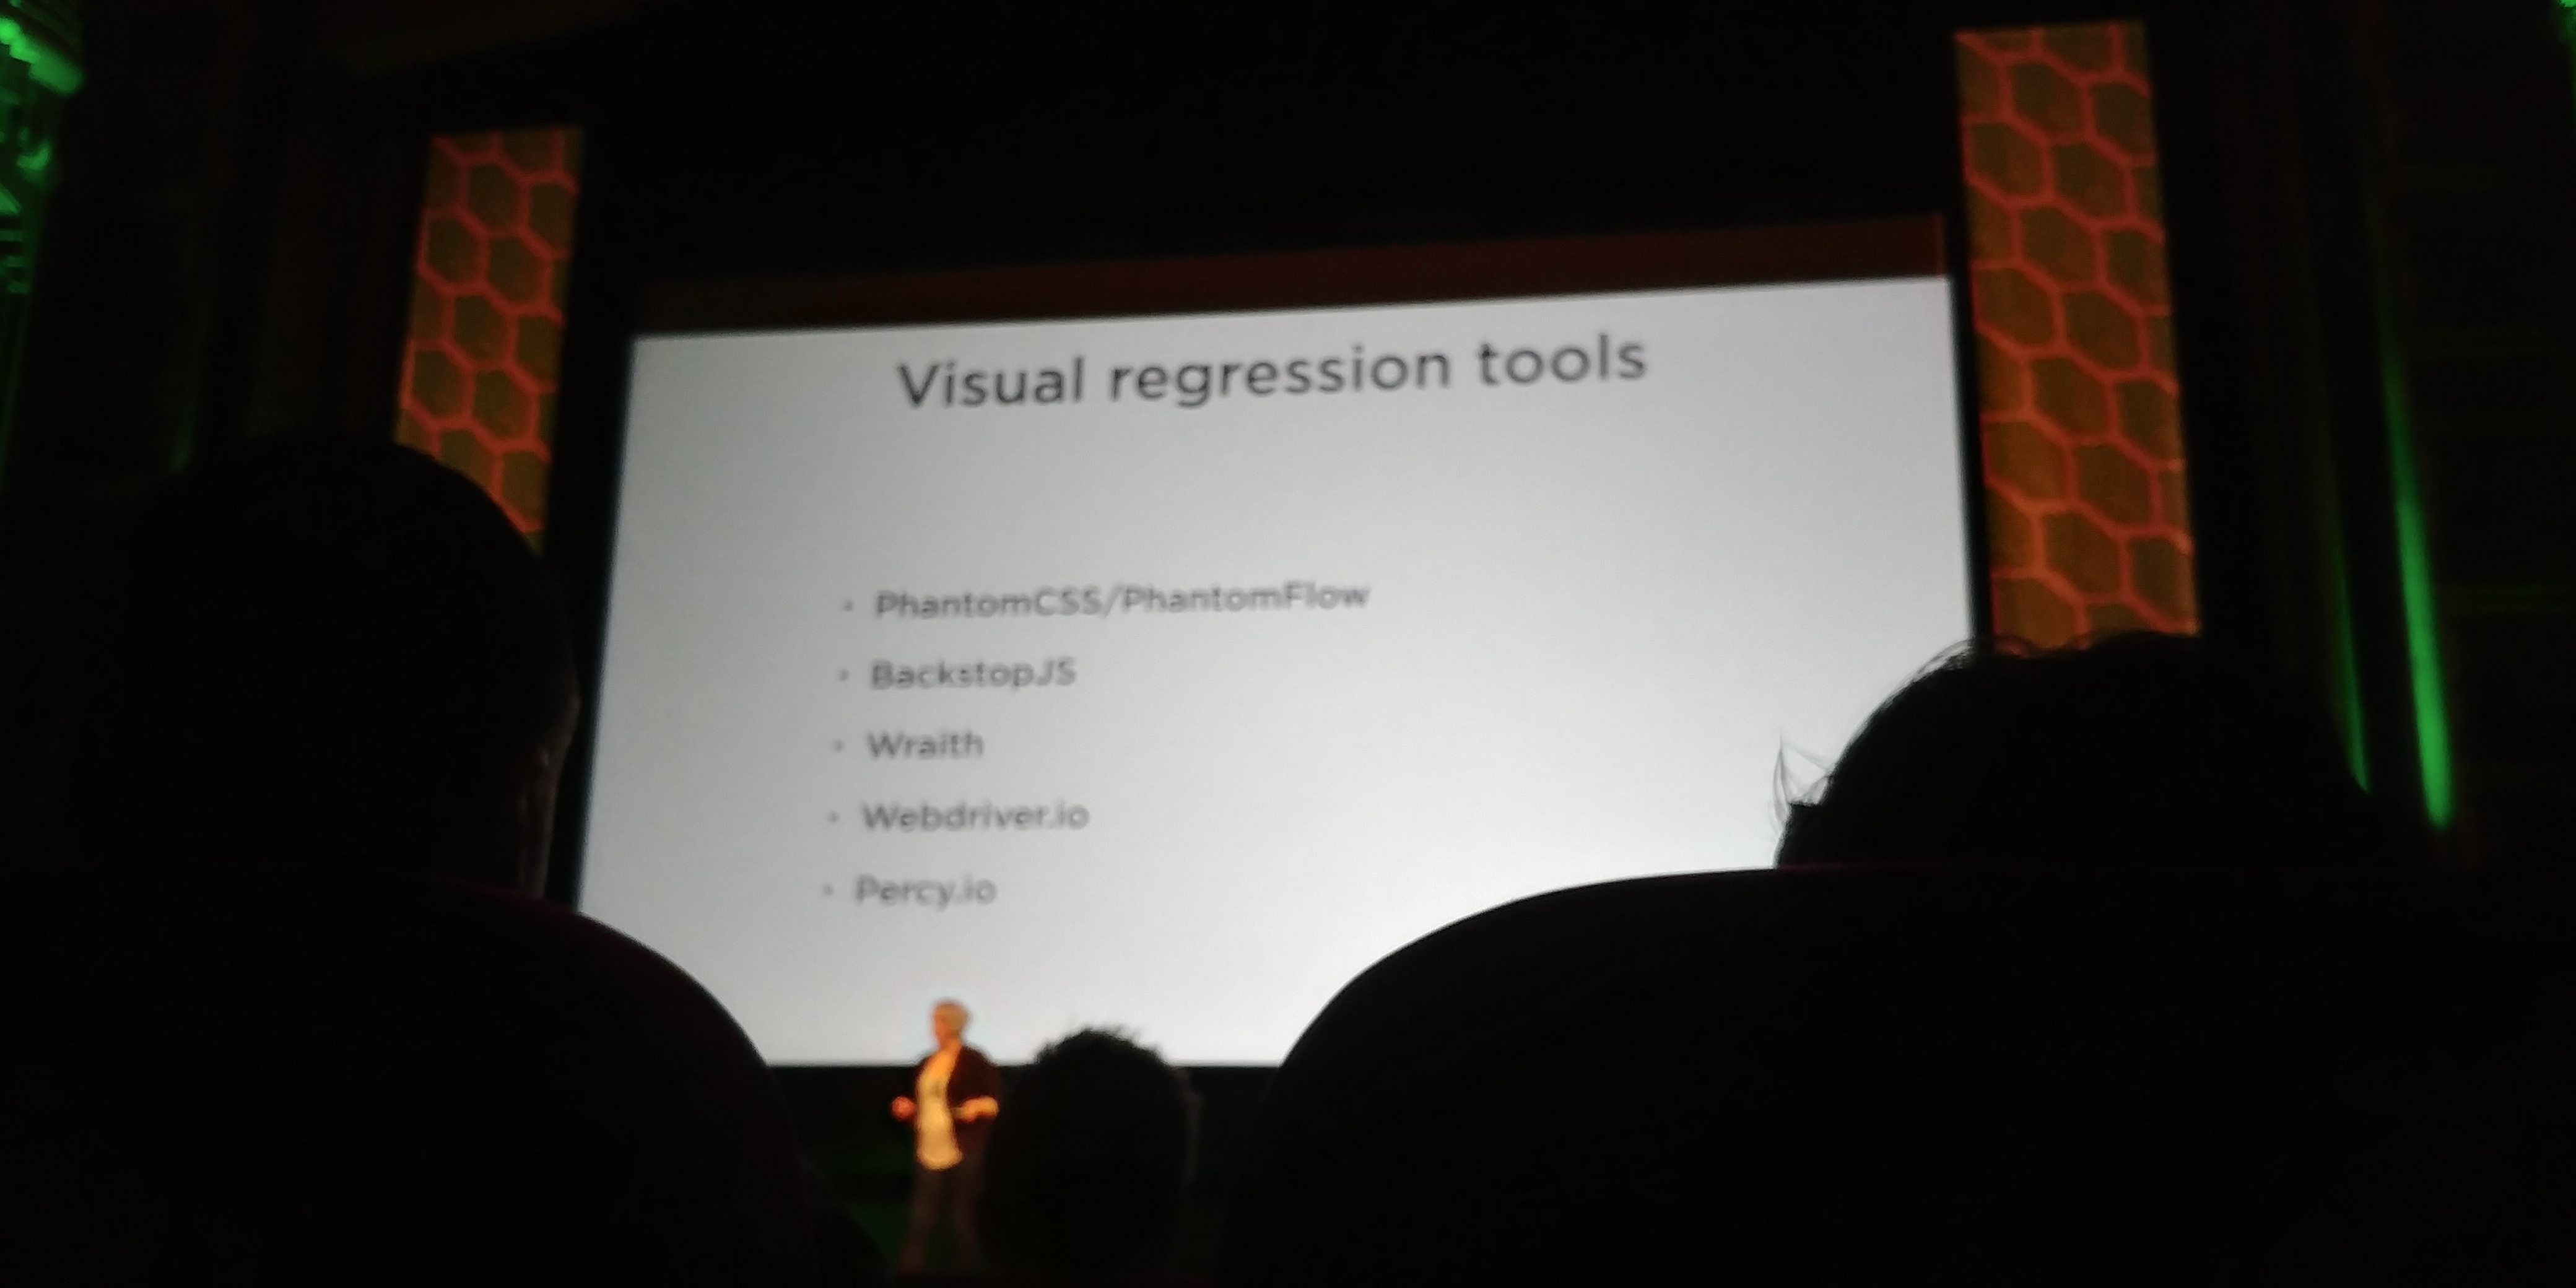 Visual regression tools
PhantomCSS/PhantomFlow
BackstopJS
Wraith
Webdriver.io
Percy.io